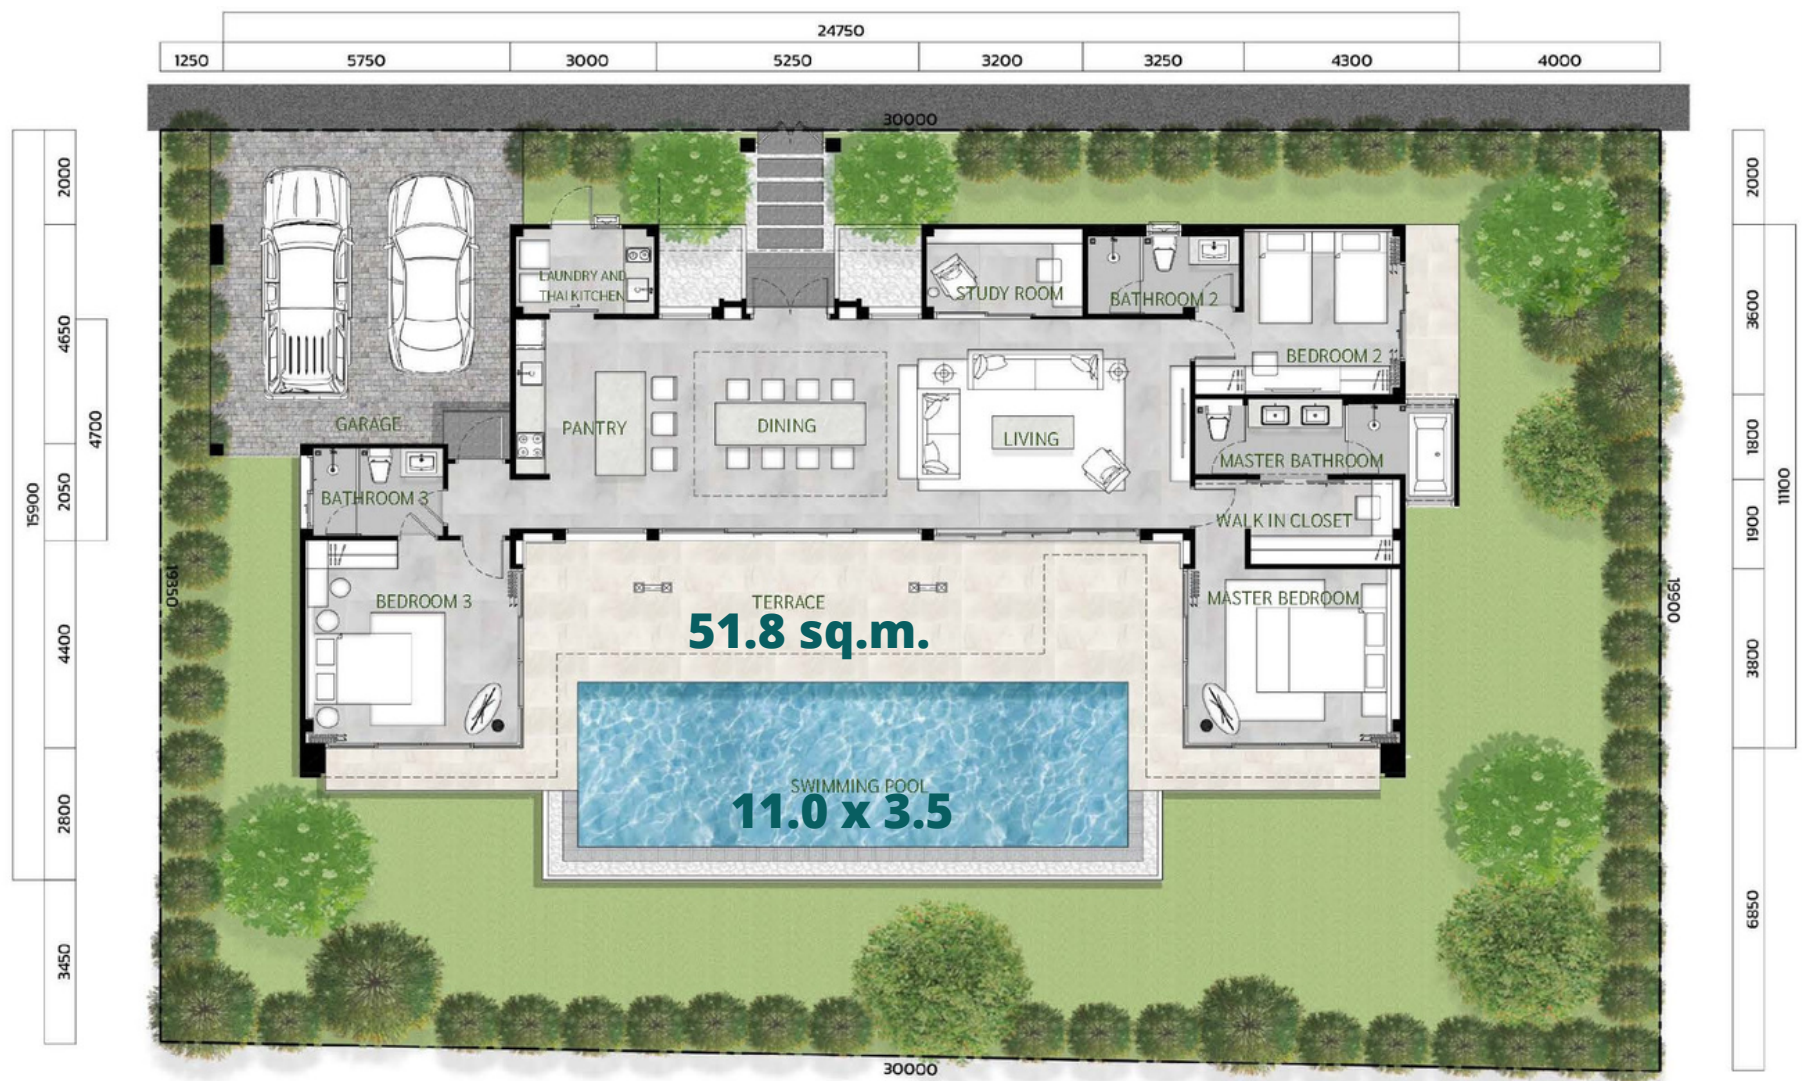 24750
1250 5750 3000 5250 3200 3250 4300 4000
30000
2000
4650
2050
4400
2800
3450
4700
15900
19350
2000
3600
1800
1900
3800
6850
11100
19900
LAUNDRY AND
THAI KITCHEN
STUDY ROOM
BATHROOM 2
BEDROOM 2
GARAGE
PANTRY
DINING
LIVING
MASTER BATHROOM
BATHROOM 3
WALK IN CLOSET
BEDROOM 3
TERRACE
51.8 sq.m.
MASTER BEDROOM
SWIMMING POOL
11.0 x 3.5
30000